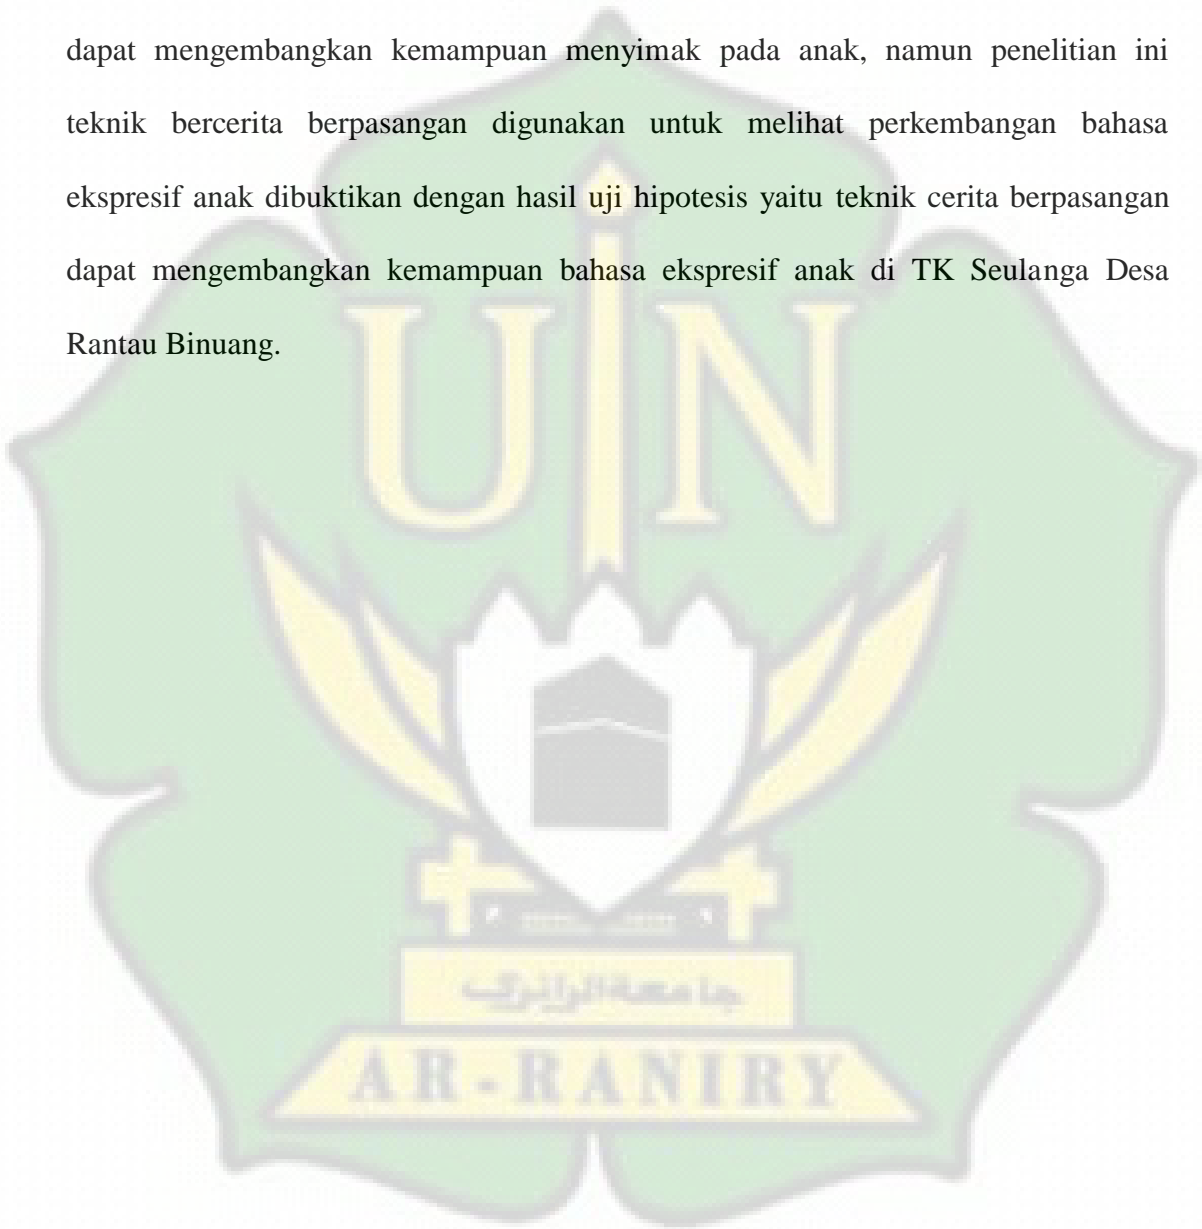 dapat mengembangkan kemampuan menyimak pada anak, namun penelitian ini
teknik bercerita berpasangan digunakan untuk melihat perkembangan bahasa
ekspresif anak dibuktikan dengan hasil uji hipotesis yaitu teknik cerita berpasangan
dapat mengembangkan kemampuan bahasa ekspresif anak di TK Seulanga Desa
Rantau Binuang.
UIN
جامعة الرانري
AR-RANIRY